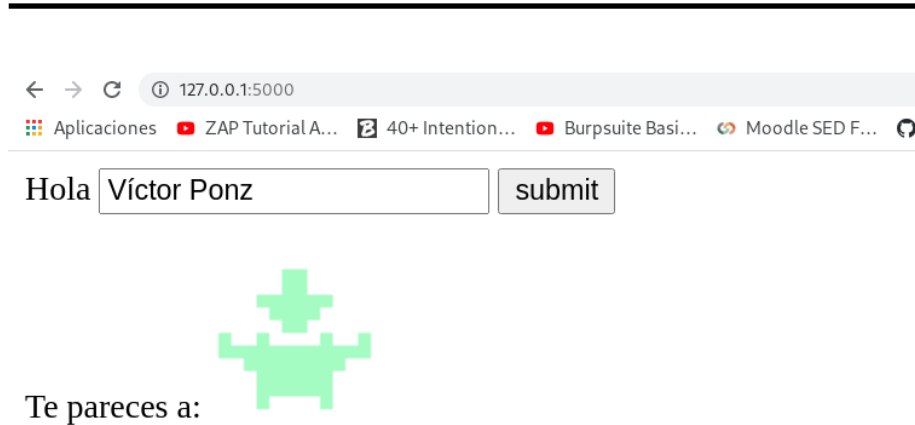 127.0.0.1:5000
Aplicaciones ZAP Tutorial A... 40+ Intention... Burpsuite Basi... Moodle SED F...
Hola Víctor Ponz submit
Te pareces a: